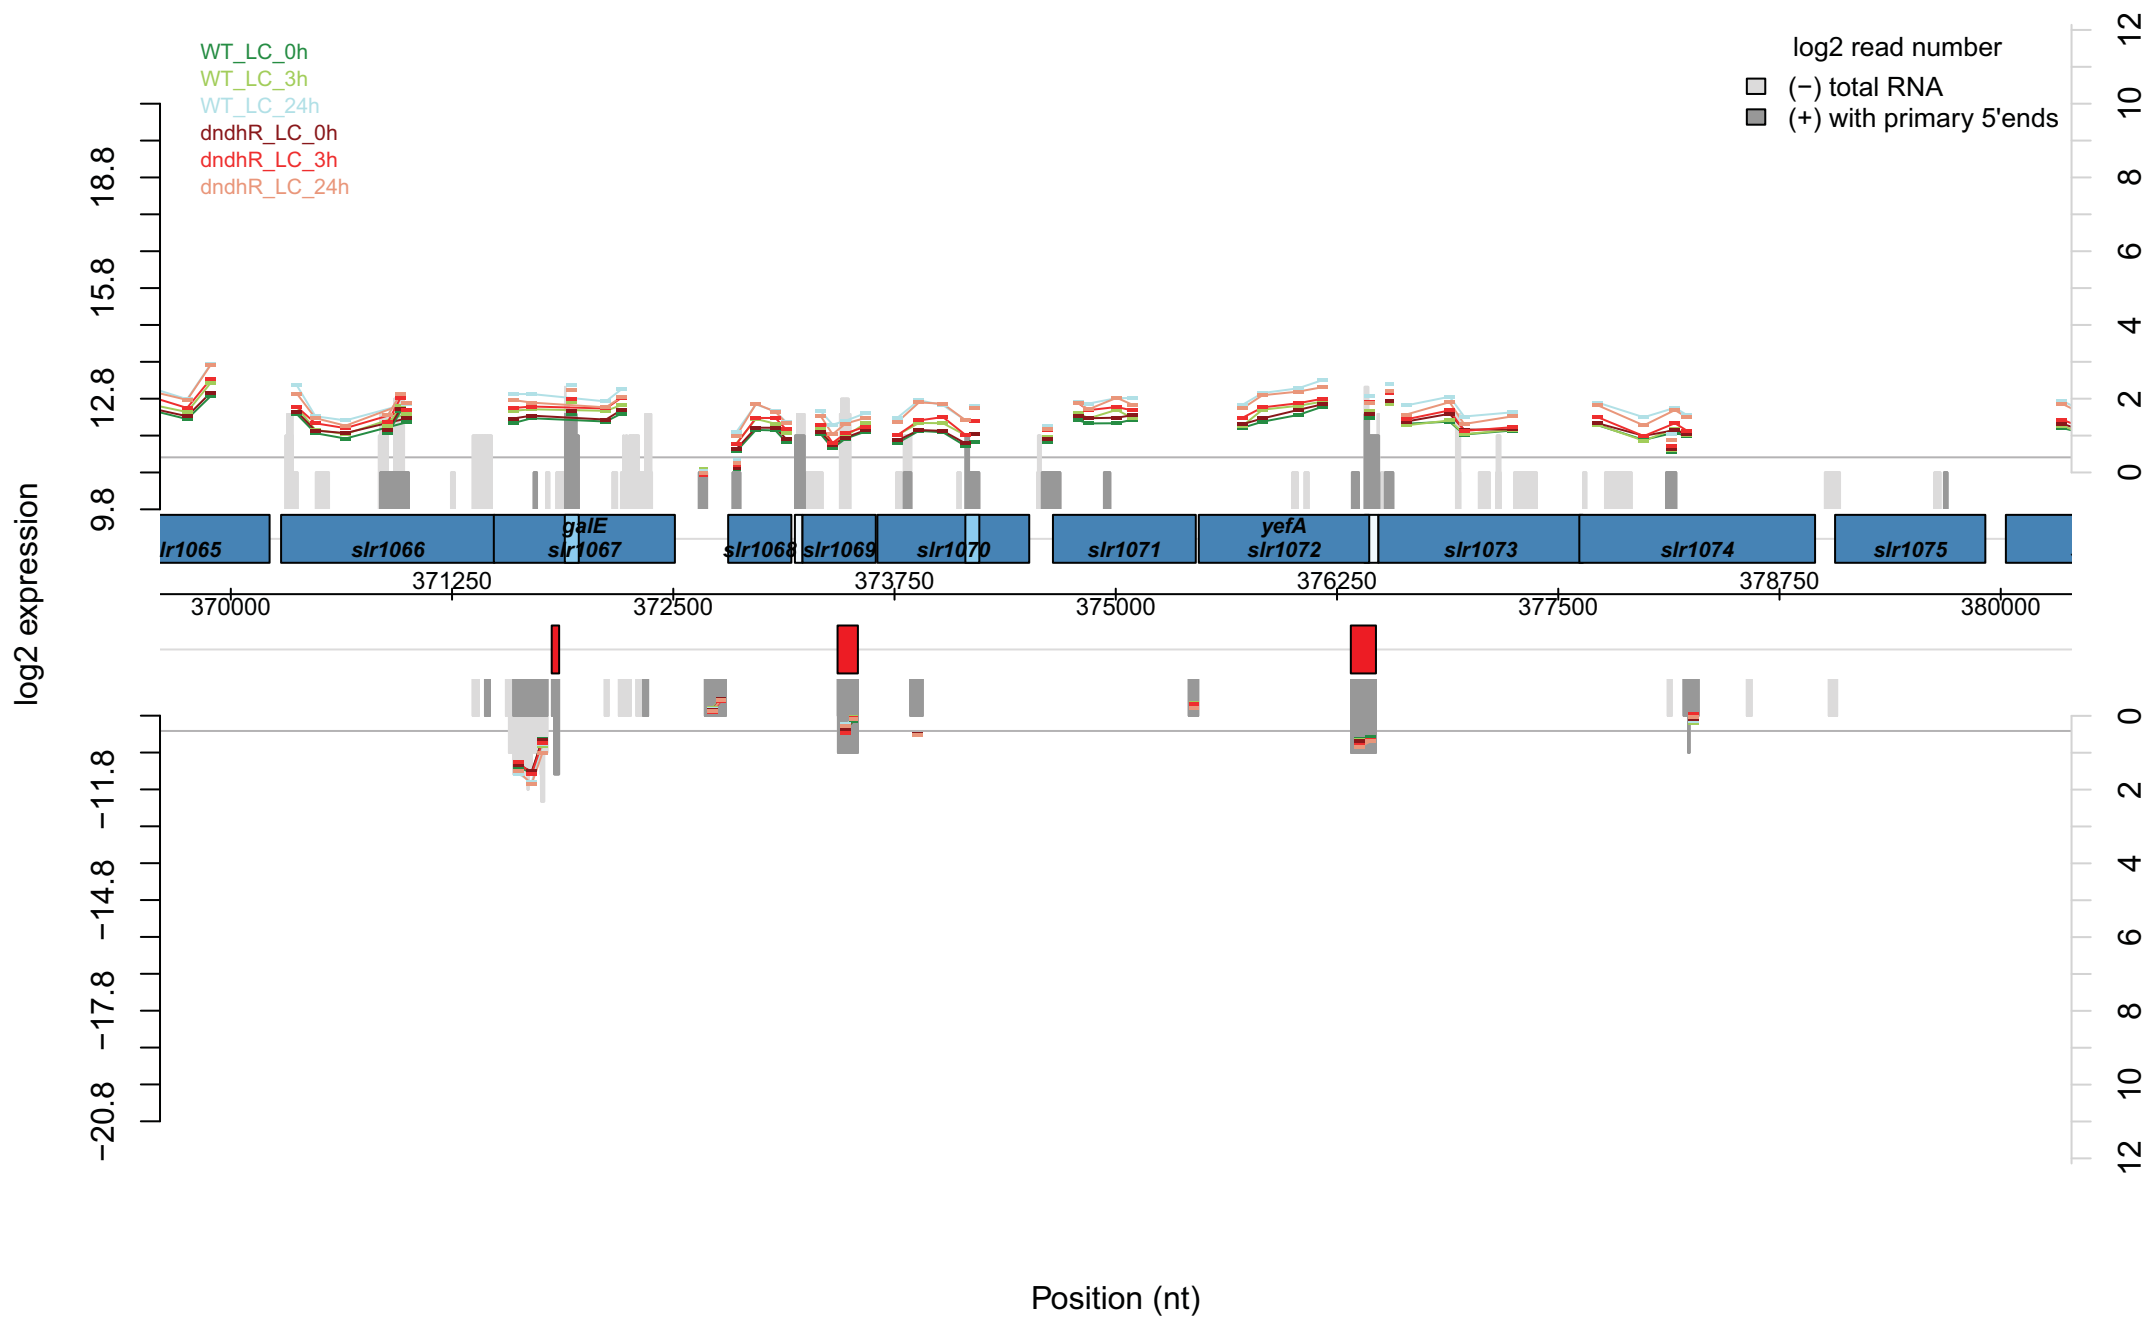 WT_LC_0h
WT_LC_3h
WT_LC_24h
dndhR_LC_0h
dndhR_LC_3h
dndhR_LC_24h
log2 read number
(−) total RNA
(+) with primary 5'ends
log2 expression
18.8
15.8
12.8
9.8
12
10
8
6
4
2
0
galE
yefA
lr1065
slr1066
slr1067
slr1068
slr1069
slr1070
slr1071
slr1072
slr1073
slr1074
slr1075
371250
373750
376250
378750
370000
372500
375000
377500
380000
−11.8
−14.8
−17.8
−20.8
0
2
4
6
8
10
12
Position (nt)